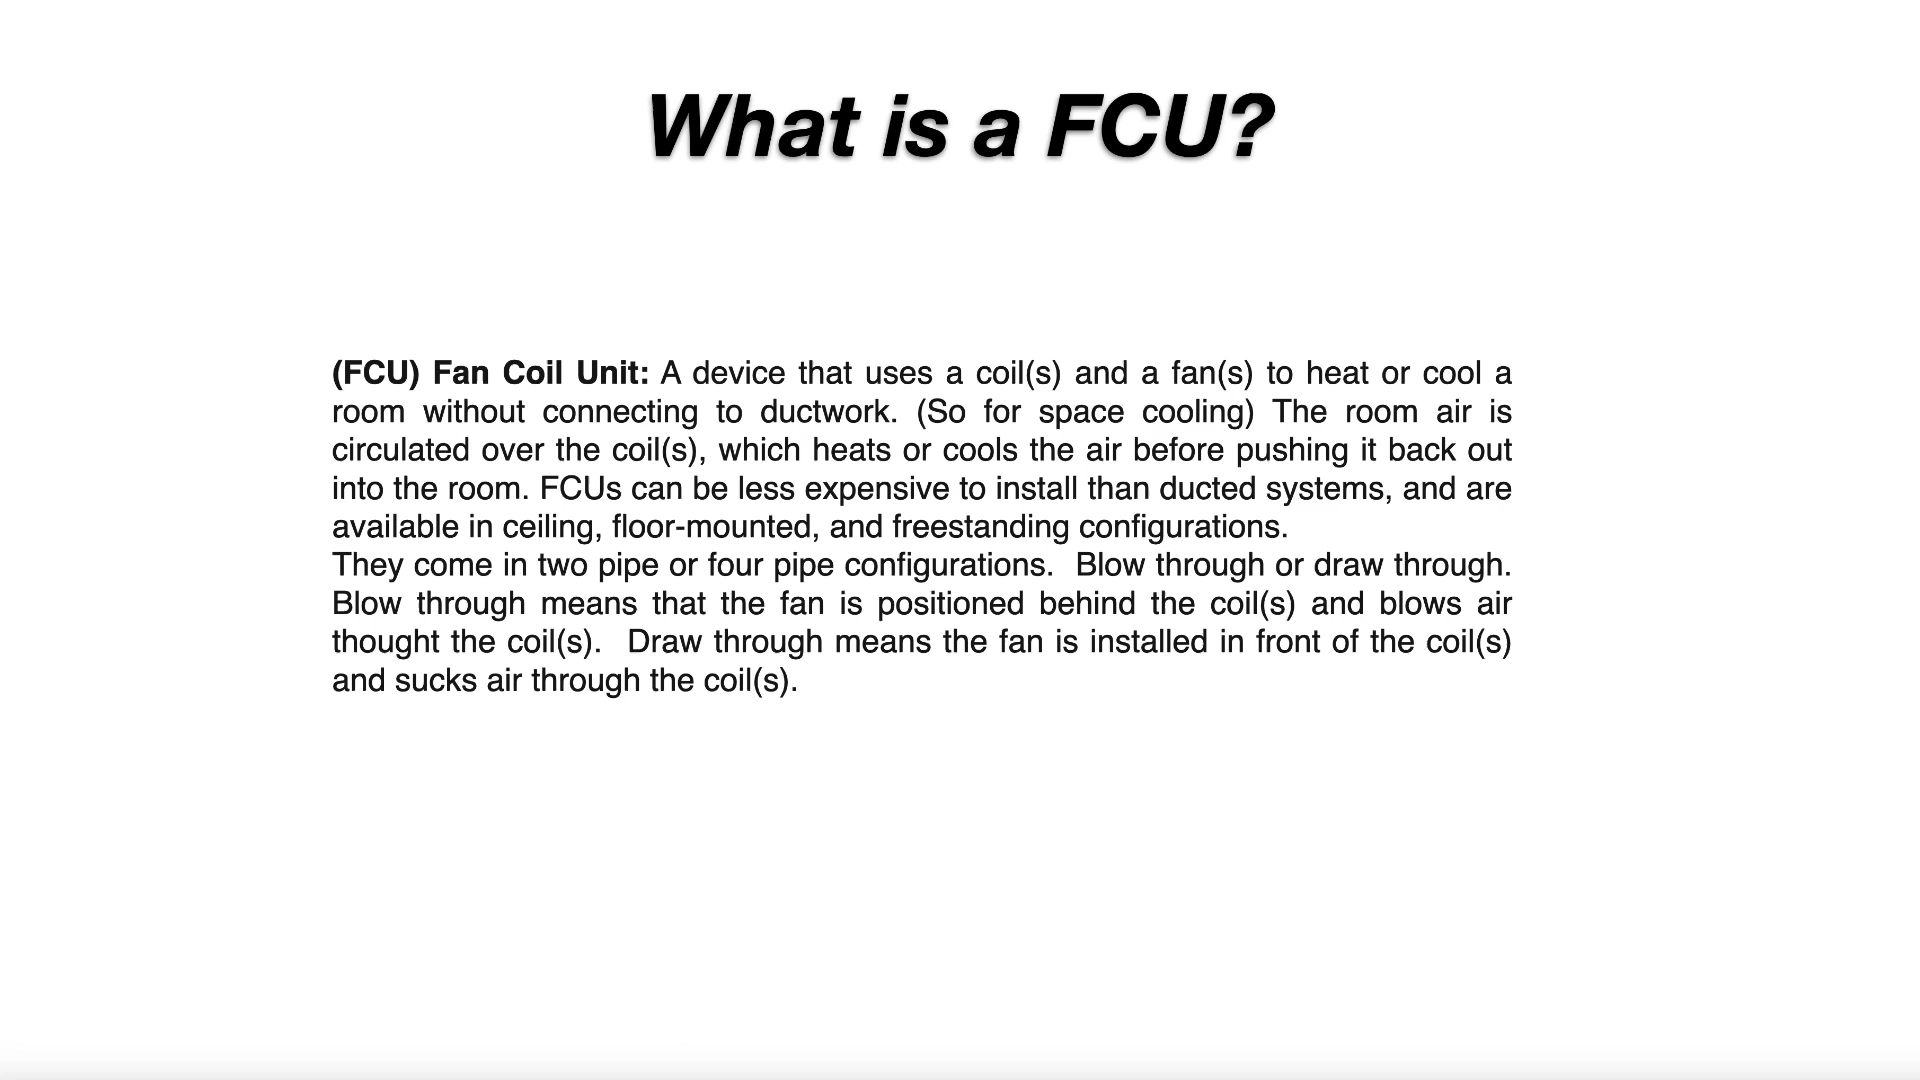 What is a FCU?
(FCU) Fan Coil Unit: A device that uses a coil(s) and a fan(s) to heat or cool a
room without connecting to ductwork. (So for space cooling) The room air is
circulated over the coil(s), which heats or cools the air before pushing it back out
into the room. FCUs can be less expensive to install than ducted systems, and are
available in ceiling, floor-mounted, and freestanding configurations.
They come in two pipe or four pipe configurations.  Blow through or draw through.
Blow through means that the fan is positioned behind the coil(s) and blows air
thought the coil(s).  Draw through means the fan is installed in front of the coil(s)
and sucks air through the coil(s).